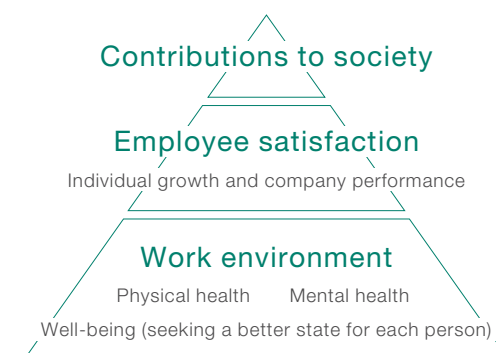 Contributions to society
Employee satisfaction
Individual growth and company performance
Work environment
Physical health Mental health
Well-being (seeking a better state for each person)